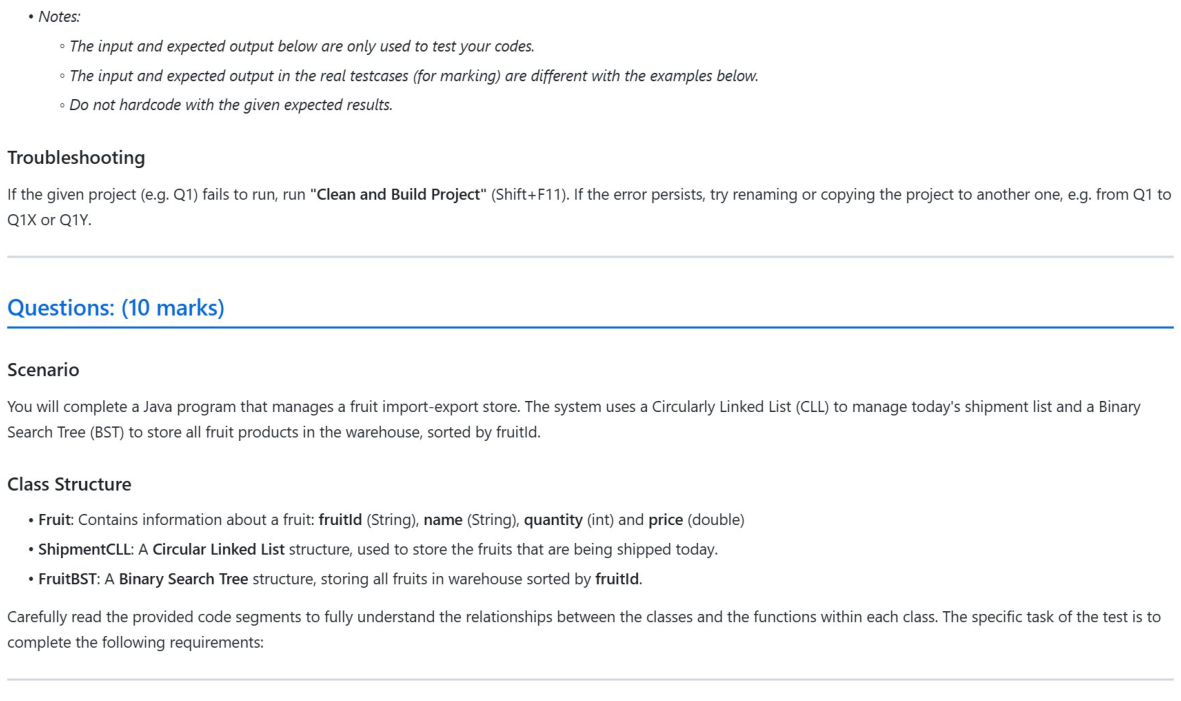 • Notes:
◦ The input and expected output below are only used to test your codes.
◦ The input and expected output in the real testcases (for marking) are different with the examples below.
◦ Do not hardcode with the given expected results.
Troubleshooting
If the given project (e.g. Q1) fails to run, run "Clean and Build Project" (Shift+F11). If the error persists, try renaming or copying the project to another one, e.g. from Q1 to
Q1X or Q1Y.
Questions: (10 marks)
Scenario
You will complete a Java program that manages a fruit import-export store. The system uses a Circularly Linked List (CLL) to manage today's shipment list and a Binary
Search Tree (BST) to store all fruit products in the warehouse, sorted by fruitId.
Class Structure
• Fruit: Contains information about a fruit: fruitId (String), name (String), quantity (int) and price (double)
• ShipmentCLL: A Circular Linked List structure, used to store the fruits that are being shipped today.
• FruitBST: A Binary Search Tree structure, storing all fruits in warehouse sorted by fruitId.
Carefully read the provided code segments to fully understand the relationships between the classes and the functions within each class. The specific task of the test is to
complete the following requirements: